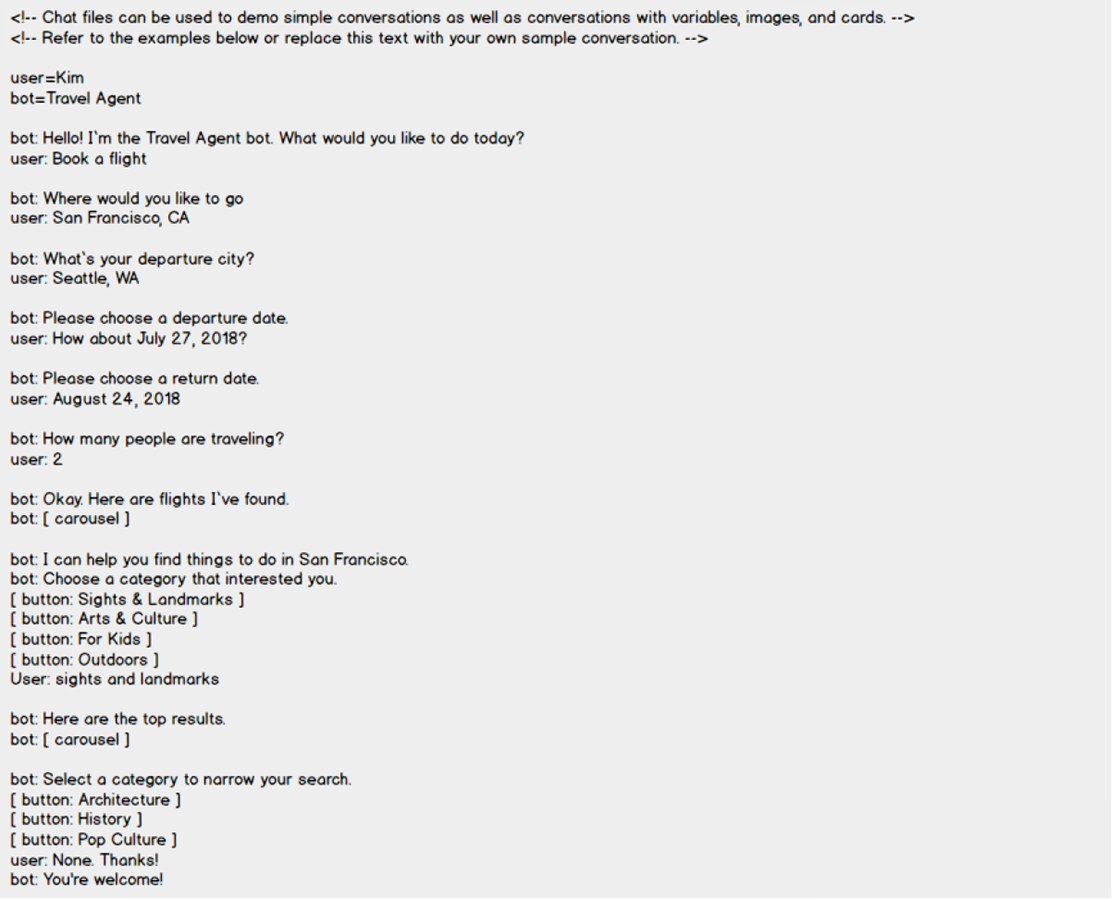 <!-- Chat files can be used to demo simple conversations as well as conversations with variables, images, and cards. -->
<!-- Refer to the examples below or replace this text with your own sample conversation. -->
user=Kim
bot=Travel Agent
bot: Hello! I`m the Travel Agent bot. What would you like to do today?
user: Book a flight
bot: Where would you like to go
user: San Francisco, CA
bot: What`s your departure city?
user: Seattle, WA
bot: Please choose a departure date.
user: How about July 27, 2018?
bot: Please choose a return date.
user: August 24, 2018
bot: How many people are traveling?
user: 2
bot: Okay. Here are flights I`ve found.
bot: [ carousel ]
bot: I can help you find things to do in San Francisco.
bot: Choose a category that interested you.
[ button: Sights & Landmarks ]
[ button: Arts & Culture ]
[ button: For Kids ]
[ button: Outdoors ]
User: sights and landmarks
bot: Here are the top results.
bot: [ carousel ]
bot: Select a category to narrow your search.
[ button: Architecture ]
[ button: History ]
[ button: Pop Culture ]
user: None. Thanks!
bot: You're welcome!